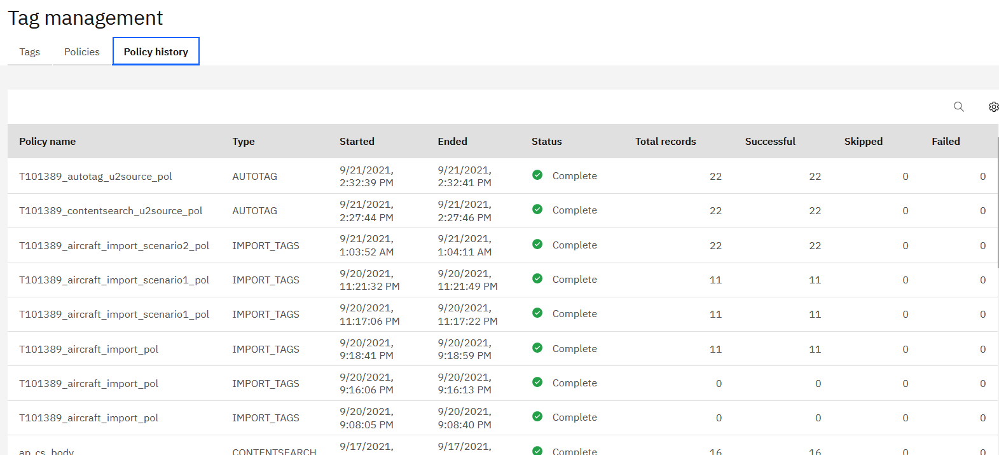 Tag management
Tags Policies Policy history
Policy name Type Started Ended Status Total records Successful Skipped Failed
T101389_autotag_u2source_pol AUTOTAG 9/21/2021, 2:32:39 PM 9/21/2021, 2:32:41 PM Complete 22 22 0 0
T101389_contentsearch_u2source_pol AUTOTAG 9/21/2021, 2:27:44 PM 9/21/2021, 2:27:46 PM Complete 22 22 0 0
T101389_aircraft_import_scenario2_pol IMPORT_TAGS 9/21/2021, 1:03:52 AM 9/21/2021, 1:04:11 AM Complete 22 22 0 0
T101389_aircraft_import_scenario1_pol IMPORT_TAGS 9/20/2021, 11:21:32 PM 9/20/2021, 11:21:49 PM Complete 11 11 0 0
T101389_aircraft_import_scenario1_pol IMPORT_TAGS 9/20/2021, 11:17:06 PM 9/20/2021, 11:17:22 PM Complete 11 11 0 0
T101389_aircraft_import_pol IMPORT_TAGS 9/20/2021, 9:18:41 PM 9/20/2021, 9:18:59 PM Complete 11 11 0 0
T101389_aircraft_import_pol IMPORT_TAGS 9/20/2021, 9:16:06 PM 9/20/2021, 9:16:13 PM Complete 0 0 0 0
T101389_aircraft_import_pol IMPORT_TAGS 9/20/2021, 9:08:05 PM 9/20/2021, 9:08:40 PM Complete 0 0 0 0
ap_cs_body CONTENTSEARCH 9/17/2021, 9/17/2021, Complete 16 16 0 0